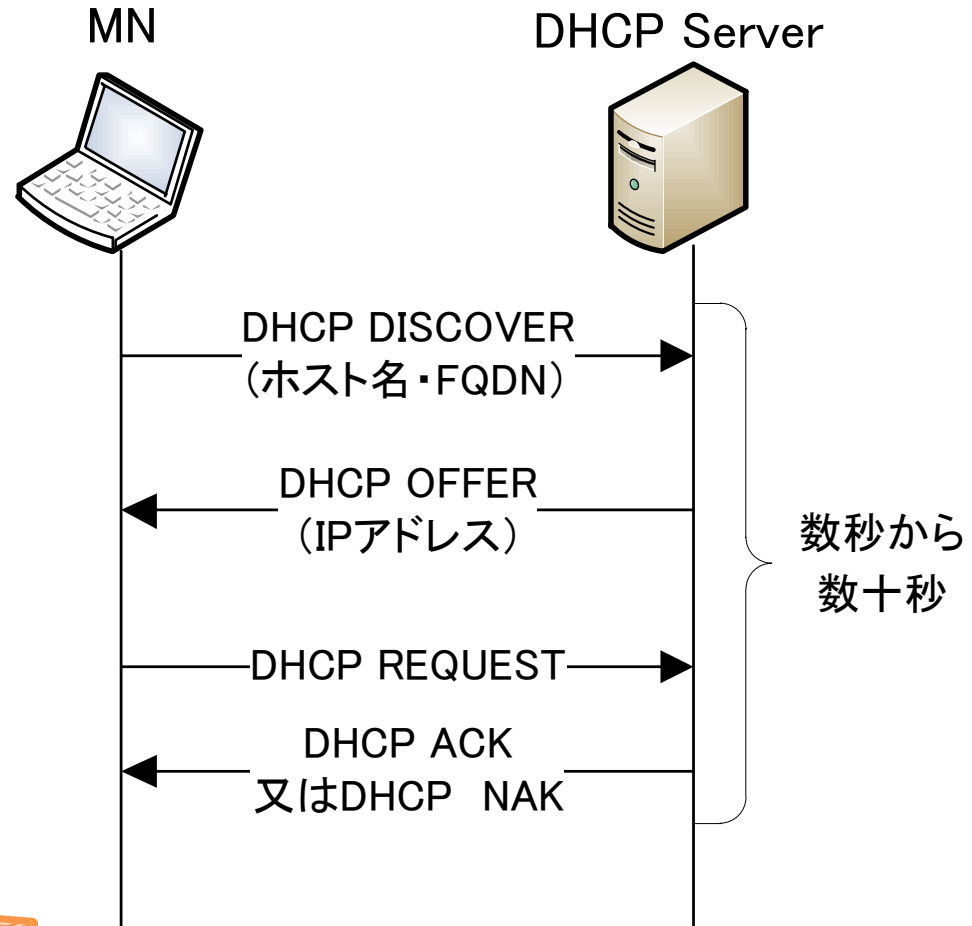 MN
DHCP Server
DHCP DISCOVER
(ホスト名・FQDN)
DHCP OFFER
(IPアドレス)
数秒から
数十秒
DHCP REQUEST
DHCP ACK
又はDHCP　NAK